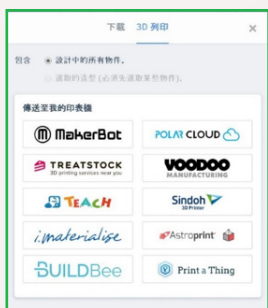 下載 3D 列印 ×
包含 設計中的所有物件。
選取的造型 (必須先選取某些物件)。
傳送至我的印表機
MakerBot POLAR CLOUD
TREATSTOCK VOODOO
3D printing services near you MANUFACTURING
TEACH Sindoh
3D Printer
i.materialise Astroprint
BUILDBee Print a Thing